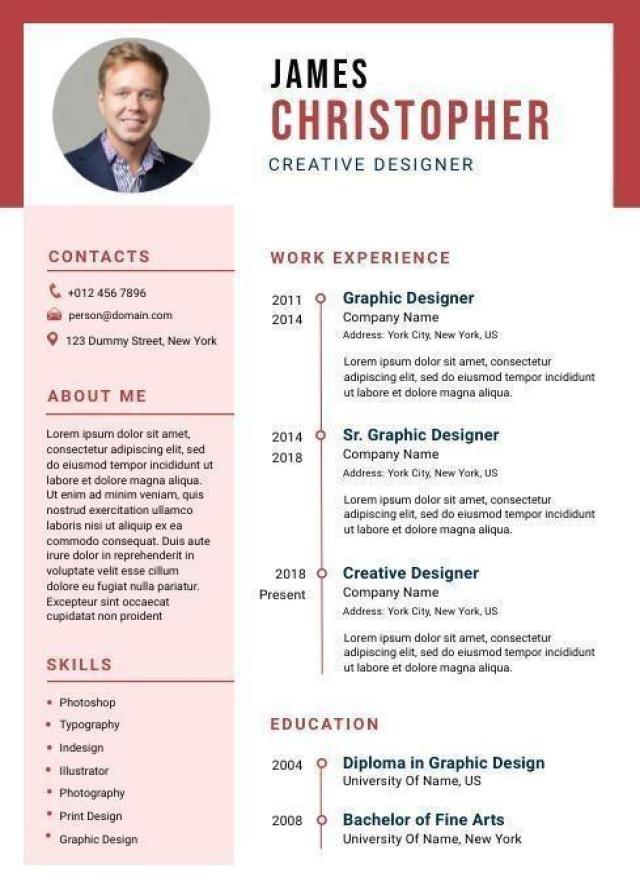 JAMES
CHRISTOPHER
CREATIVE DESIGNER
CONTACTS
+012 456 7896
person@domain.com
123 Dummy Street, New York
ABOUT ME
Lorem ipsum dolor sit amet,
consectetur adipiscing elit, sed
do eiusmod tempor incididunt ut
labore et dolore magna aliqua.
Ut enim ad minim veniam, quis
nostrud exercitation ullamco
laboris nisi ut aliquip ex ea
commodo consequat. Duis aute
irure dolor in reprehenderit in
voluptate velit esse cillum
dolore eu fugiat nulla pariatur.
Excepteur sint occaecat
cupidatat non proident
SKILLS
Photoshop
Typography
Indesign
Illustrator
Photography
Print Design
Graphic Design
WORK EXPERIENCE
2011
2014
Graphic Designer
Company Name
Address: York City, New York, US
Lorem ipsum dolor sit amet, consectetur
adipiscing elit, sed do eiusmod tempor incididunt
ut labore et dolore magna aliqua.
2014
2018
Sr. Graphic Designer
Company Name
Address: York City, New York, US
Lorem ipsum dolor sit amet, consectetur
adipiscing elit, sed do eiusmod tempor incididunt
ut labore et dolore magna aliqua.
2018
Present
Creative Designer
Company Name
Address: York City, New York, US
Lorem ipsum dolor sit amet, consectetur
adipiscing elit, sed do eiusmod tempor incididunt
ut labore et dolore magna aliqua.
EDUCATION
2004
Diploma in Graphic Design
University Of Name, US
2008
Bachelor of Fine Arts
University Of Name, New York